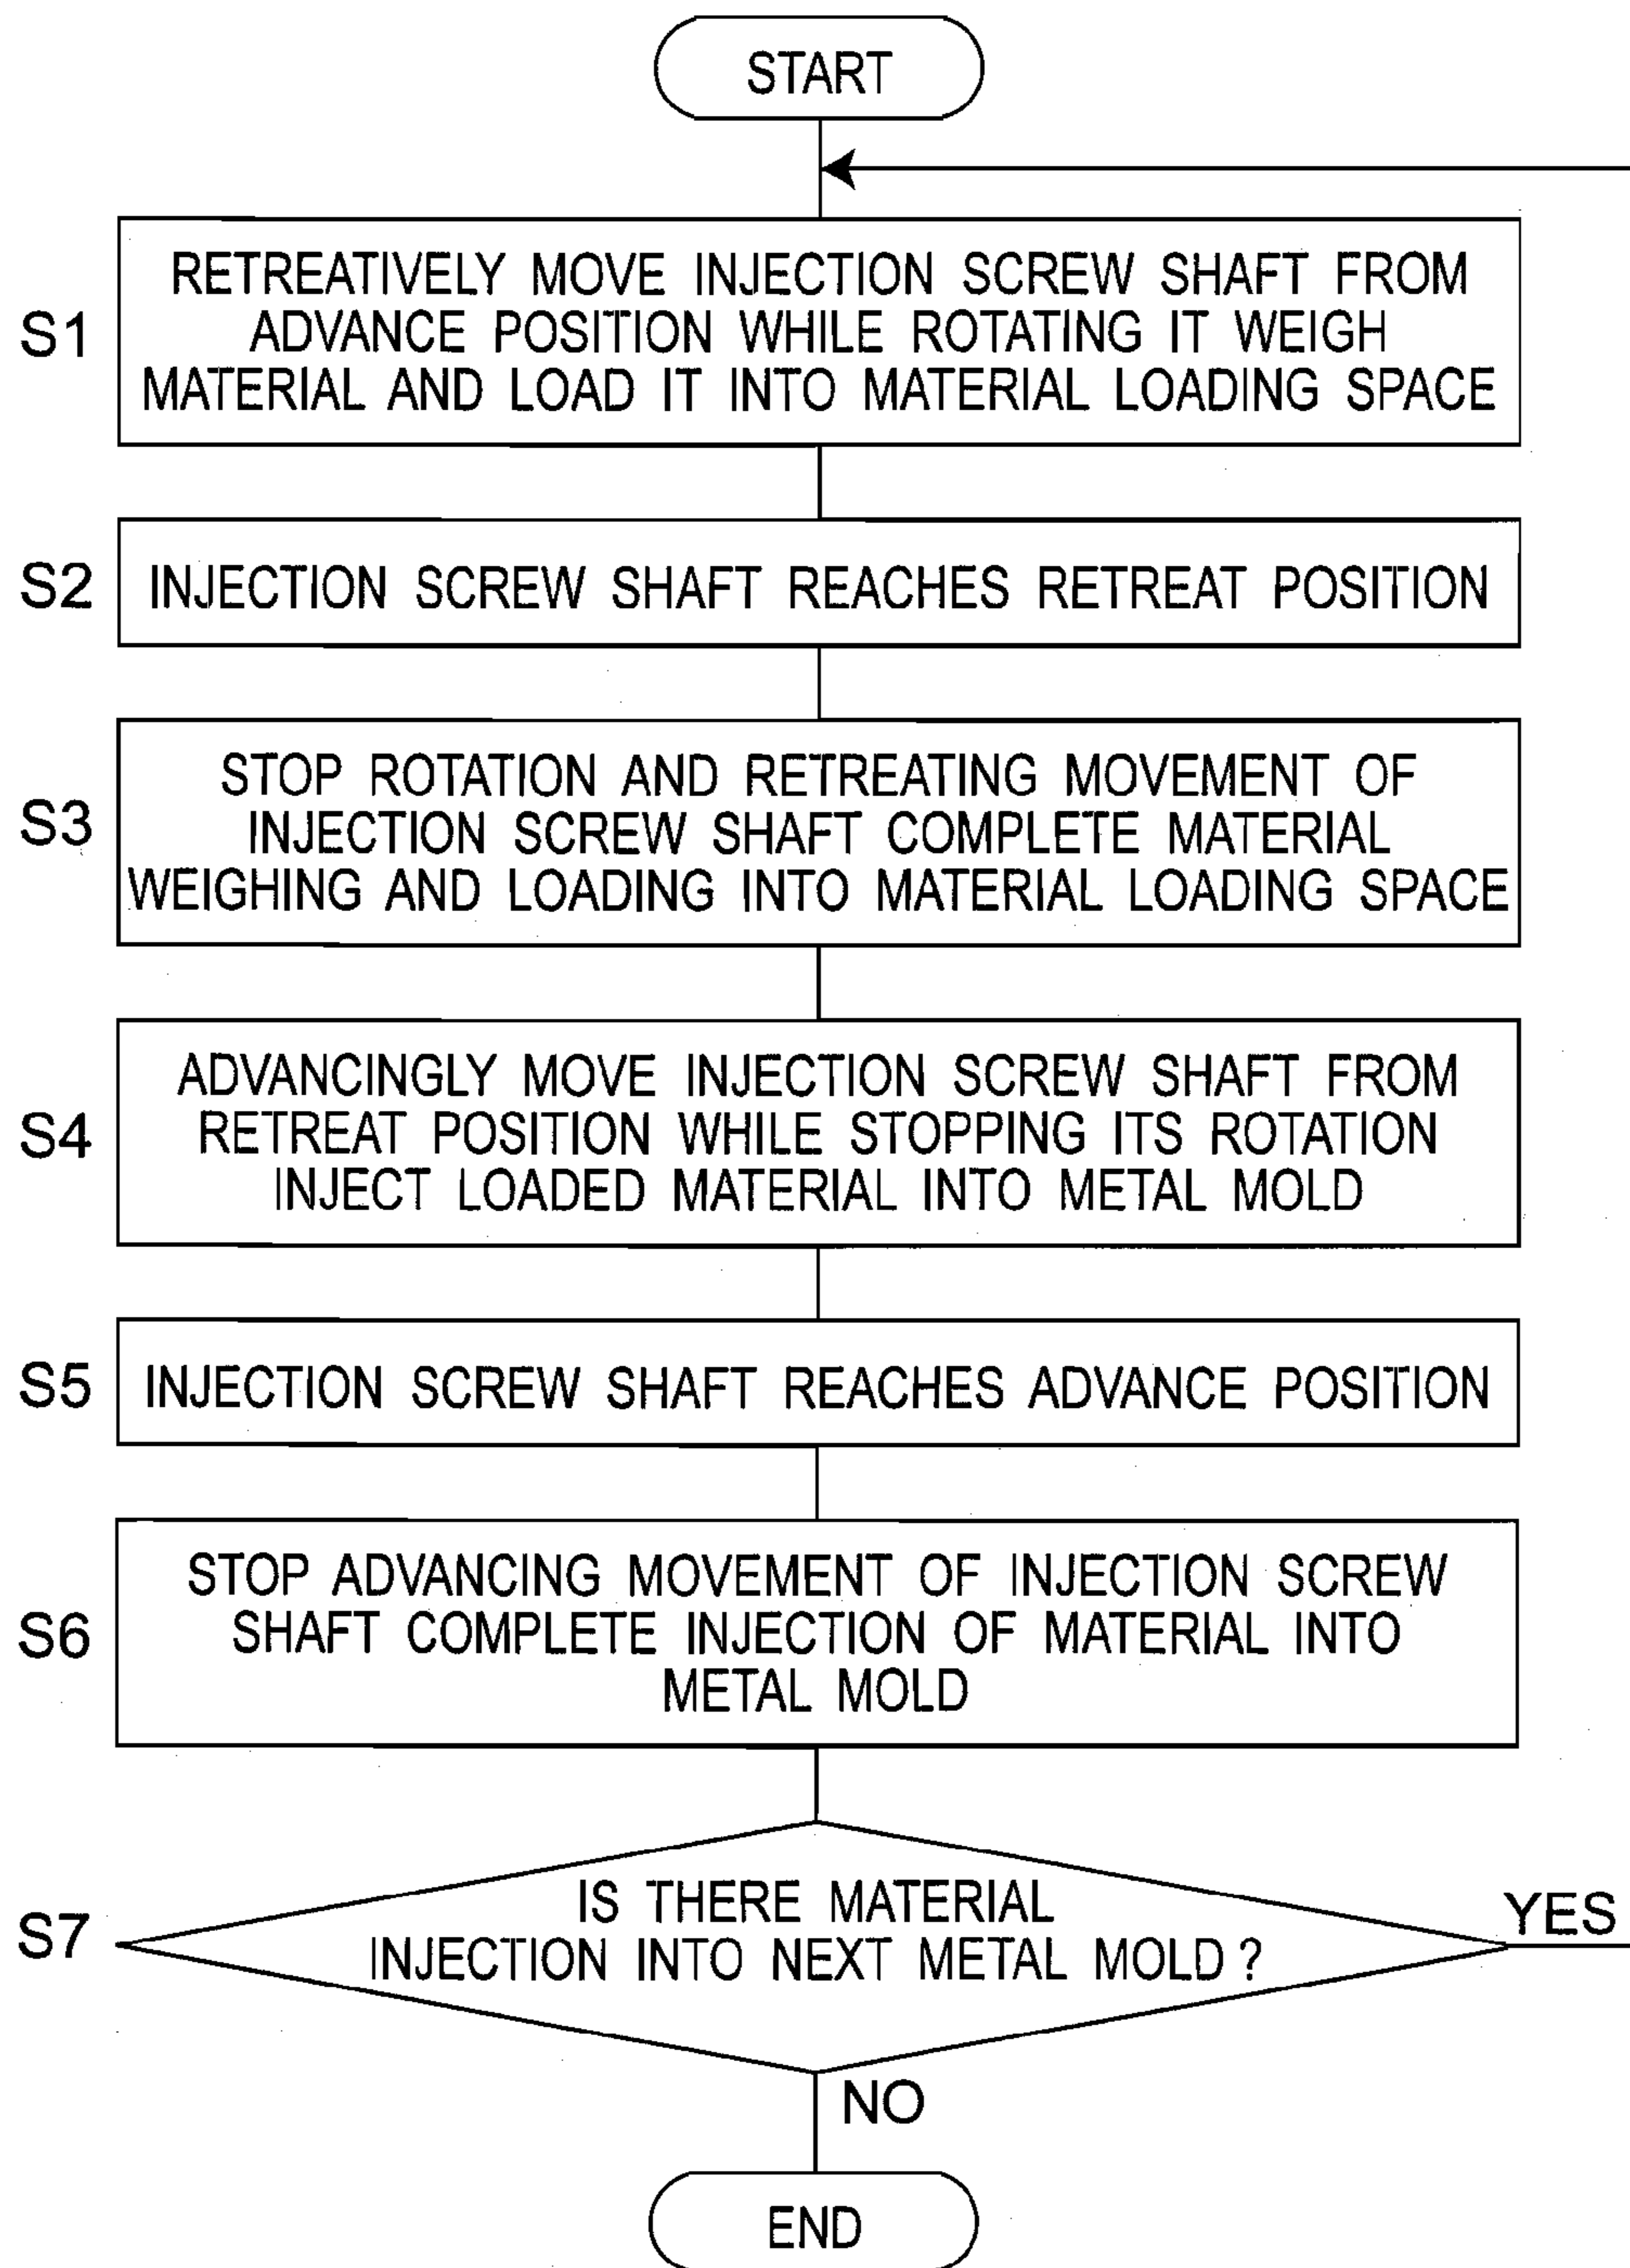 START
S1
RETREATIVELY MOVE INJECTION SCREW SHAFT FROM
ADVANCE POSITION WHILE ROTATING IT WEIGH
MATERIAL AND LOAD IT INTO MATERIAL LOADING SPACE
S2
INJECTION SCREW SHAFT REACHES RETREAT POSITION
S3
STOP ROTATION AND RETREATING MOVEMENT OF
INJECTION SCREW SHAFT COMPLETE MATERIAL
WEIGHING AND LOADING INTO MATERIAL LOADING SPACE
S4
ADVANCINGLY MOVE INJECTION SCREW SHAFT FROM
RETREAT POSITION WHILE STOPPING ITS ROTATION
INJECT LOADED MATERIAL INTO METAL MOLD
S5
INJECTION SCREW SHAFT REACHES ADVANCE POSITION
S6
STOP ADVANCING MOVEMENT OF INJECTION SCREW
SHAFT COMPLETE INJECTION OF MATERIAL INTO
METAL MOLD
S7
IS THERE MATERIAL
INJECTION INTO NEXT METAL MOLD ?
YES
NO
END